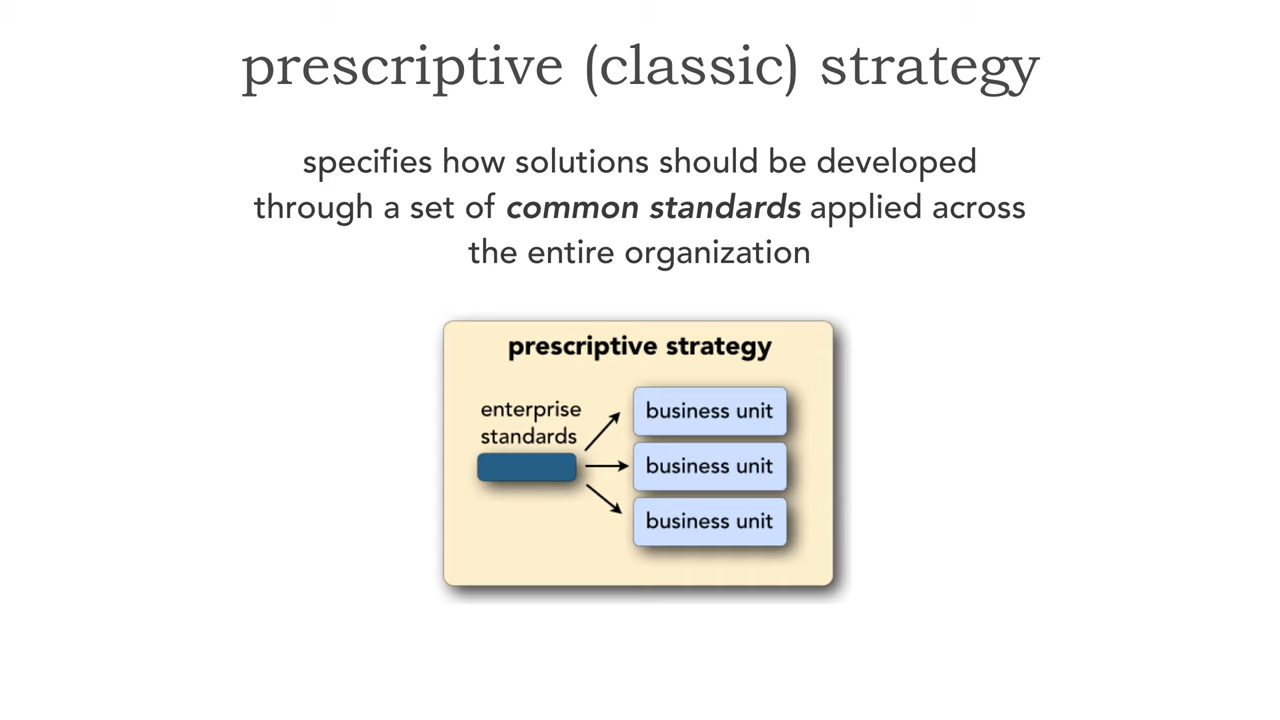 prescriptive (classic) strategy
specifies how solutions should be developed
through a set of common standards applied across
the entire organization
prescriptive strategy
enterprise
standards
business unit
business unit
business unit